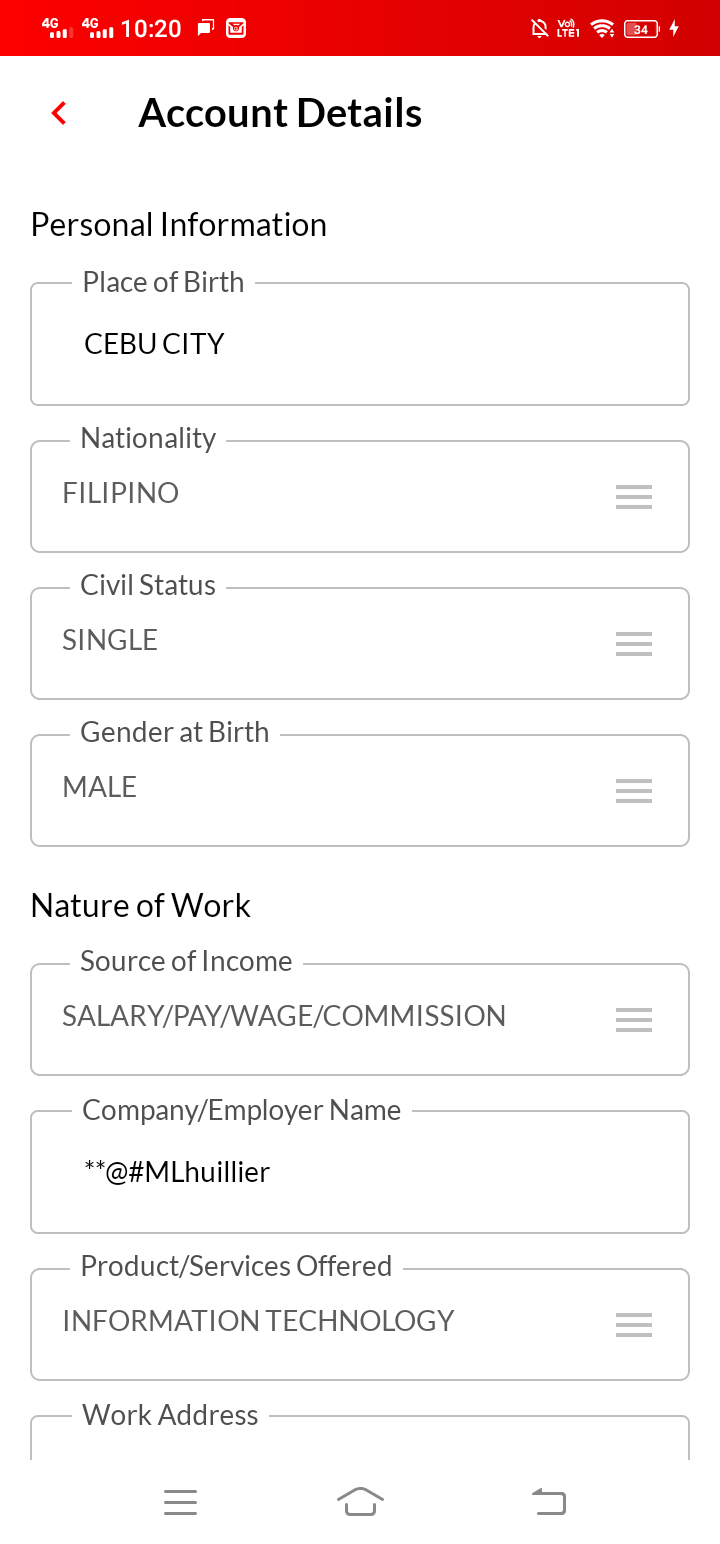 4G 4G 10:20 Vo) LTE1 34
Account Details
Personal Information
Place of Birth
CEBU CITY
Nationality
FILIPINO
Civil Status
SINGLE
Gender at Birth
MALE
Nature of Work
Source of Income
SALARY/PAY/WAGE/COMMISSION
Company/Employer Name
**@#MLhuillier
Product/Services Offered
INFORMATION TECHNOLOGY
Work Address